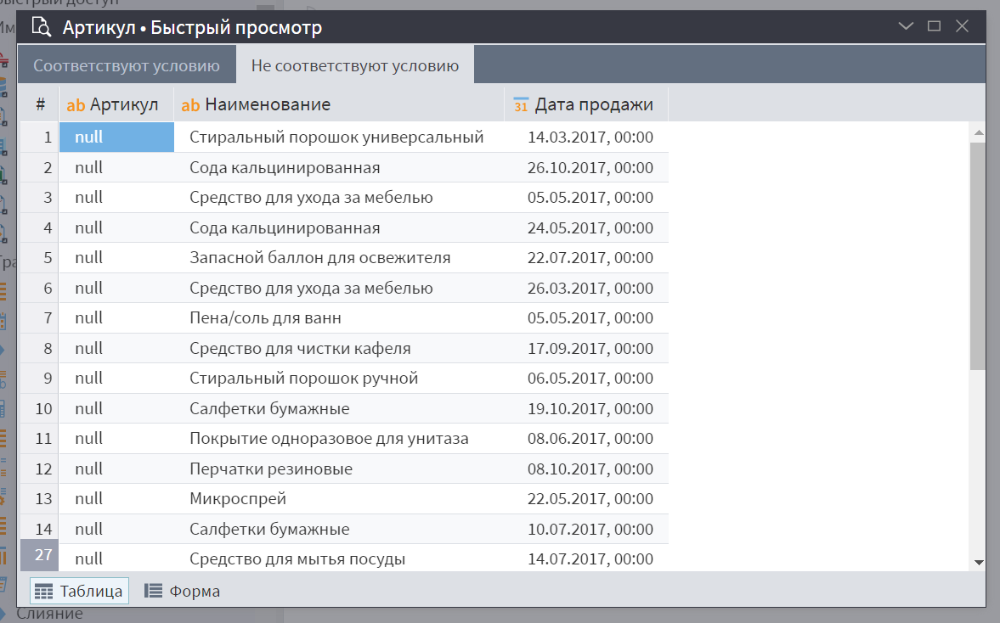 Артикул • Быстрый просмотр
Соответствуют условию Не соответствуют условию
# ab Артикул ab Наименование 31 Дата продажи
1 null Стиральный порошок универсальный 14.03.2017, 00:00
2 null Сода кальцинированная 26.10.2017, 00:00
3 null Средство для ухода за мебелью 05.05.2017, 00:00
4 null Сода кальцинированная 24.05.2017, 00:00
5 null Запасной баллон для освежителя 22.07.2017, 00:00
6 null Средство для ухода за мебелью 26.03.2017, 00:00
7 null Пена/соль для ванн 05.05.2017, 00:00
8 null Средство для чистки кафеля 17.09.2017, 00:00
9 null Стиральный порошок ручной 06.05.2017, 00:00
10 null Салфетки бумажные 19.10.2017, 00:00
11 null Покрытие одноразовое для унитаза 08.06.2017, 00:00
12 null Перчатки резиновые 08.10.2017, 00:00
13 null Микроспрей 22.05.2017, 00:00
14 null Салфетки бумажные 10.07.2017, 00:00
27 null Средство для мытья посуды 14.07.2017, 00:00
Таблица Форма
Слияние